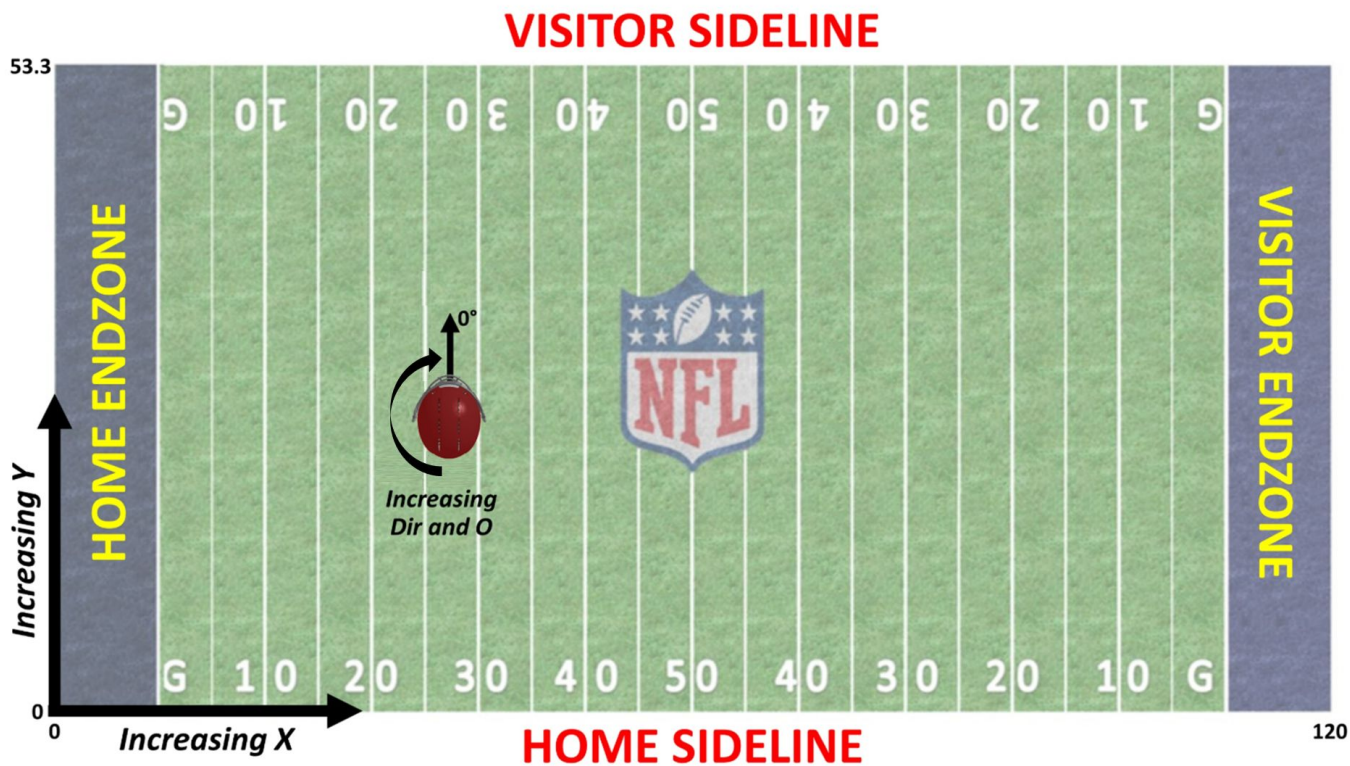 VISITOR SIDELINE
53.3
G 10 20 30 40 50 40 30 20 10 G
HOME ENDZONE
VISITOR ENDZONE
0°
NFL
Increasing
Dir and O
Increasing Y
G 10 20 30 40 50 40 30 20 10 G
0
0
120
Increasing X
HOME SIDELINE